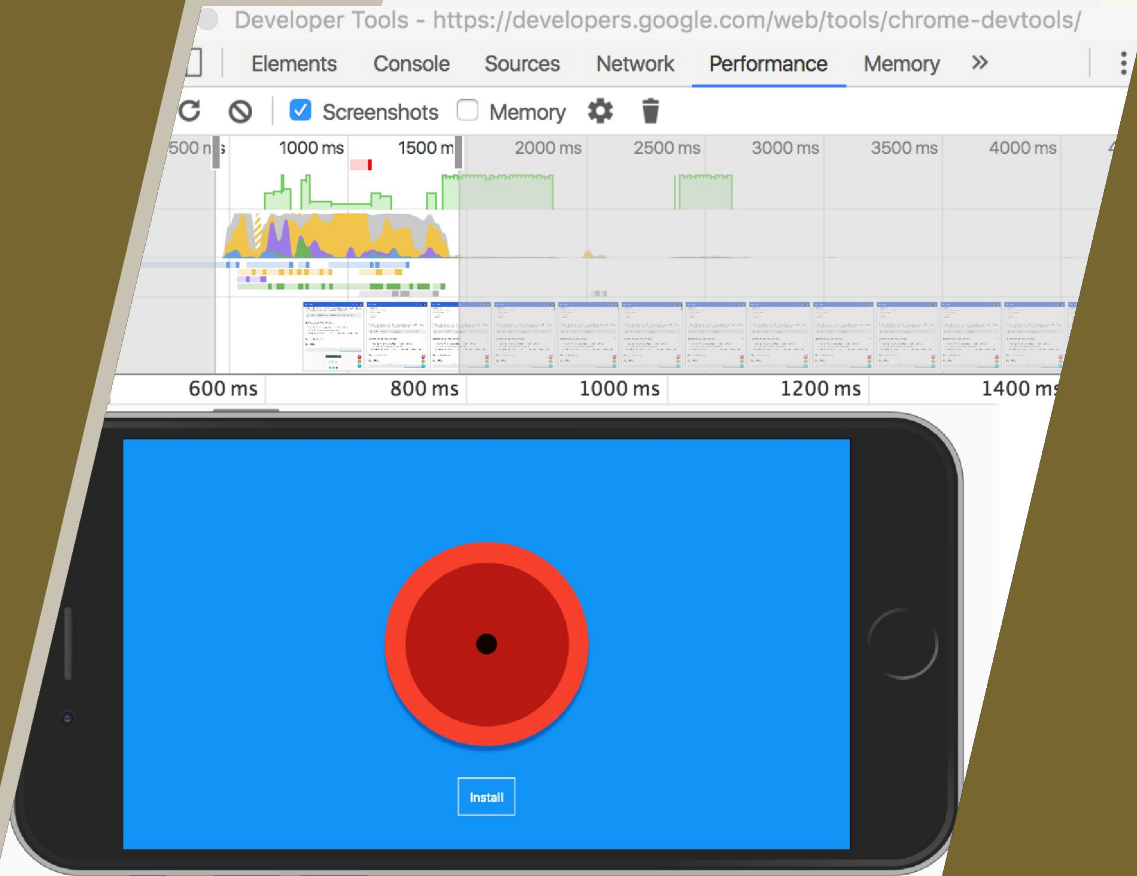 Developer Tools - https://developers.google.com/web/tools/chrome-devtools/
Elements Console Sources Network Performance Memory »
Screenshots Memory
1000 ms 2000 ms 2500 ms 3000 ms 3500 ms 4000 ms
600 ms 800 ms 1000 ms 1200 ms 1400 ms
Install